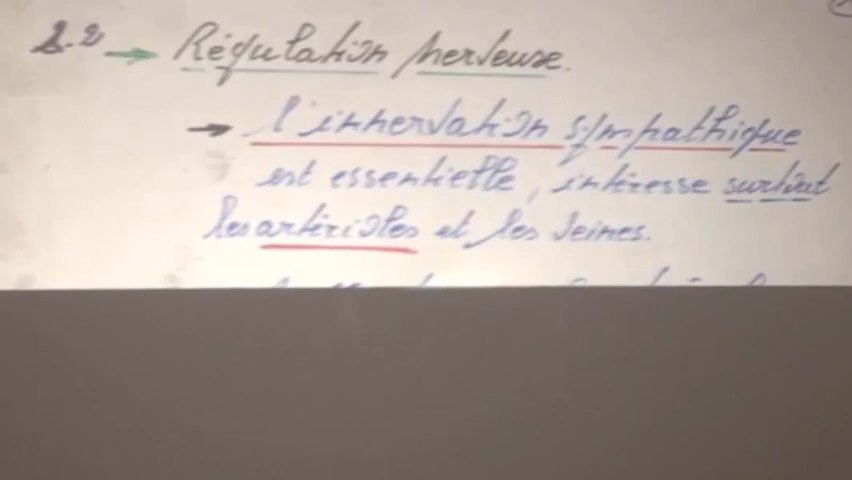 2.2 → Régulation nerveuse.
→ l'innervation sympathique
est essentielle, intéresse surtout
les artérioles et les veines.